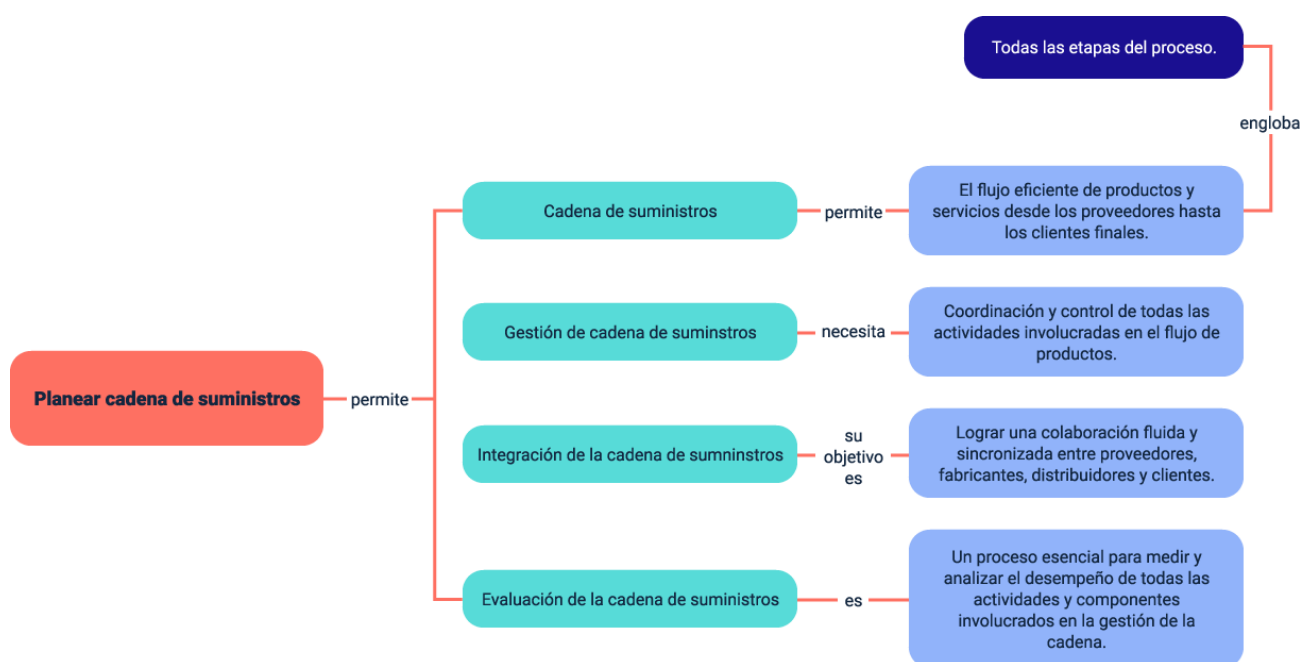 Todas las etapas del proceso.
engloba
Cadena de suministros
permite
El flujo eficiente de productos y
servicios desde los proveedores hasta
los clientes finales.
Gestión de cadena de suminstros
necesita
Coordinación y control de todas las
actividades involucradas en el flujo de
productos.
Planear cadena de suministros
permite
Integración de la cadena de sumninstros
su
objetivo
es
Lograr una colaboración fluida y
sincronizada entre proveedores,
fabricantes, distribuidores y clientes.
Evaluación de la cadena de suministros
es
Un proceso esencial para medir y
analizar el desempeño de todas las
actividades y componentes
involucrados en la gestión de la
cadena.